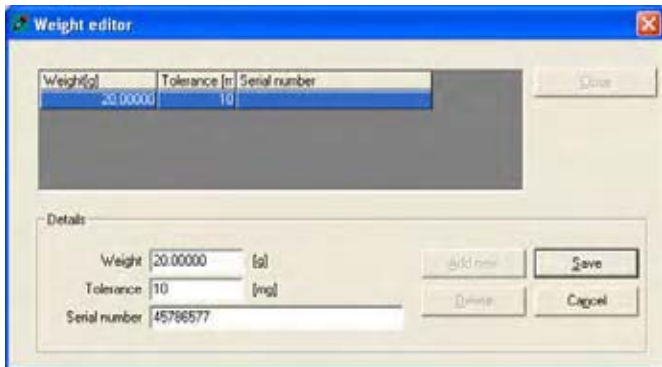 Weight editor
Weight[g] Tolerance [m Serial number
20.00000 10
Close
Details
Weight 20.00000 [g]
Tolerance 10 [mg]
Serial number 45786577
Add new Save
Delete Cancel